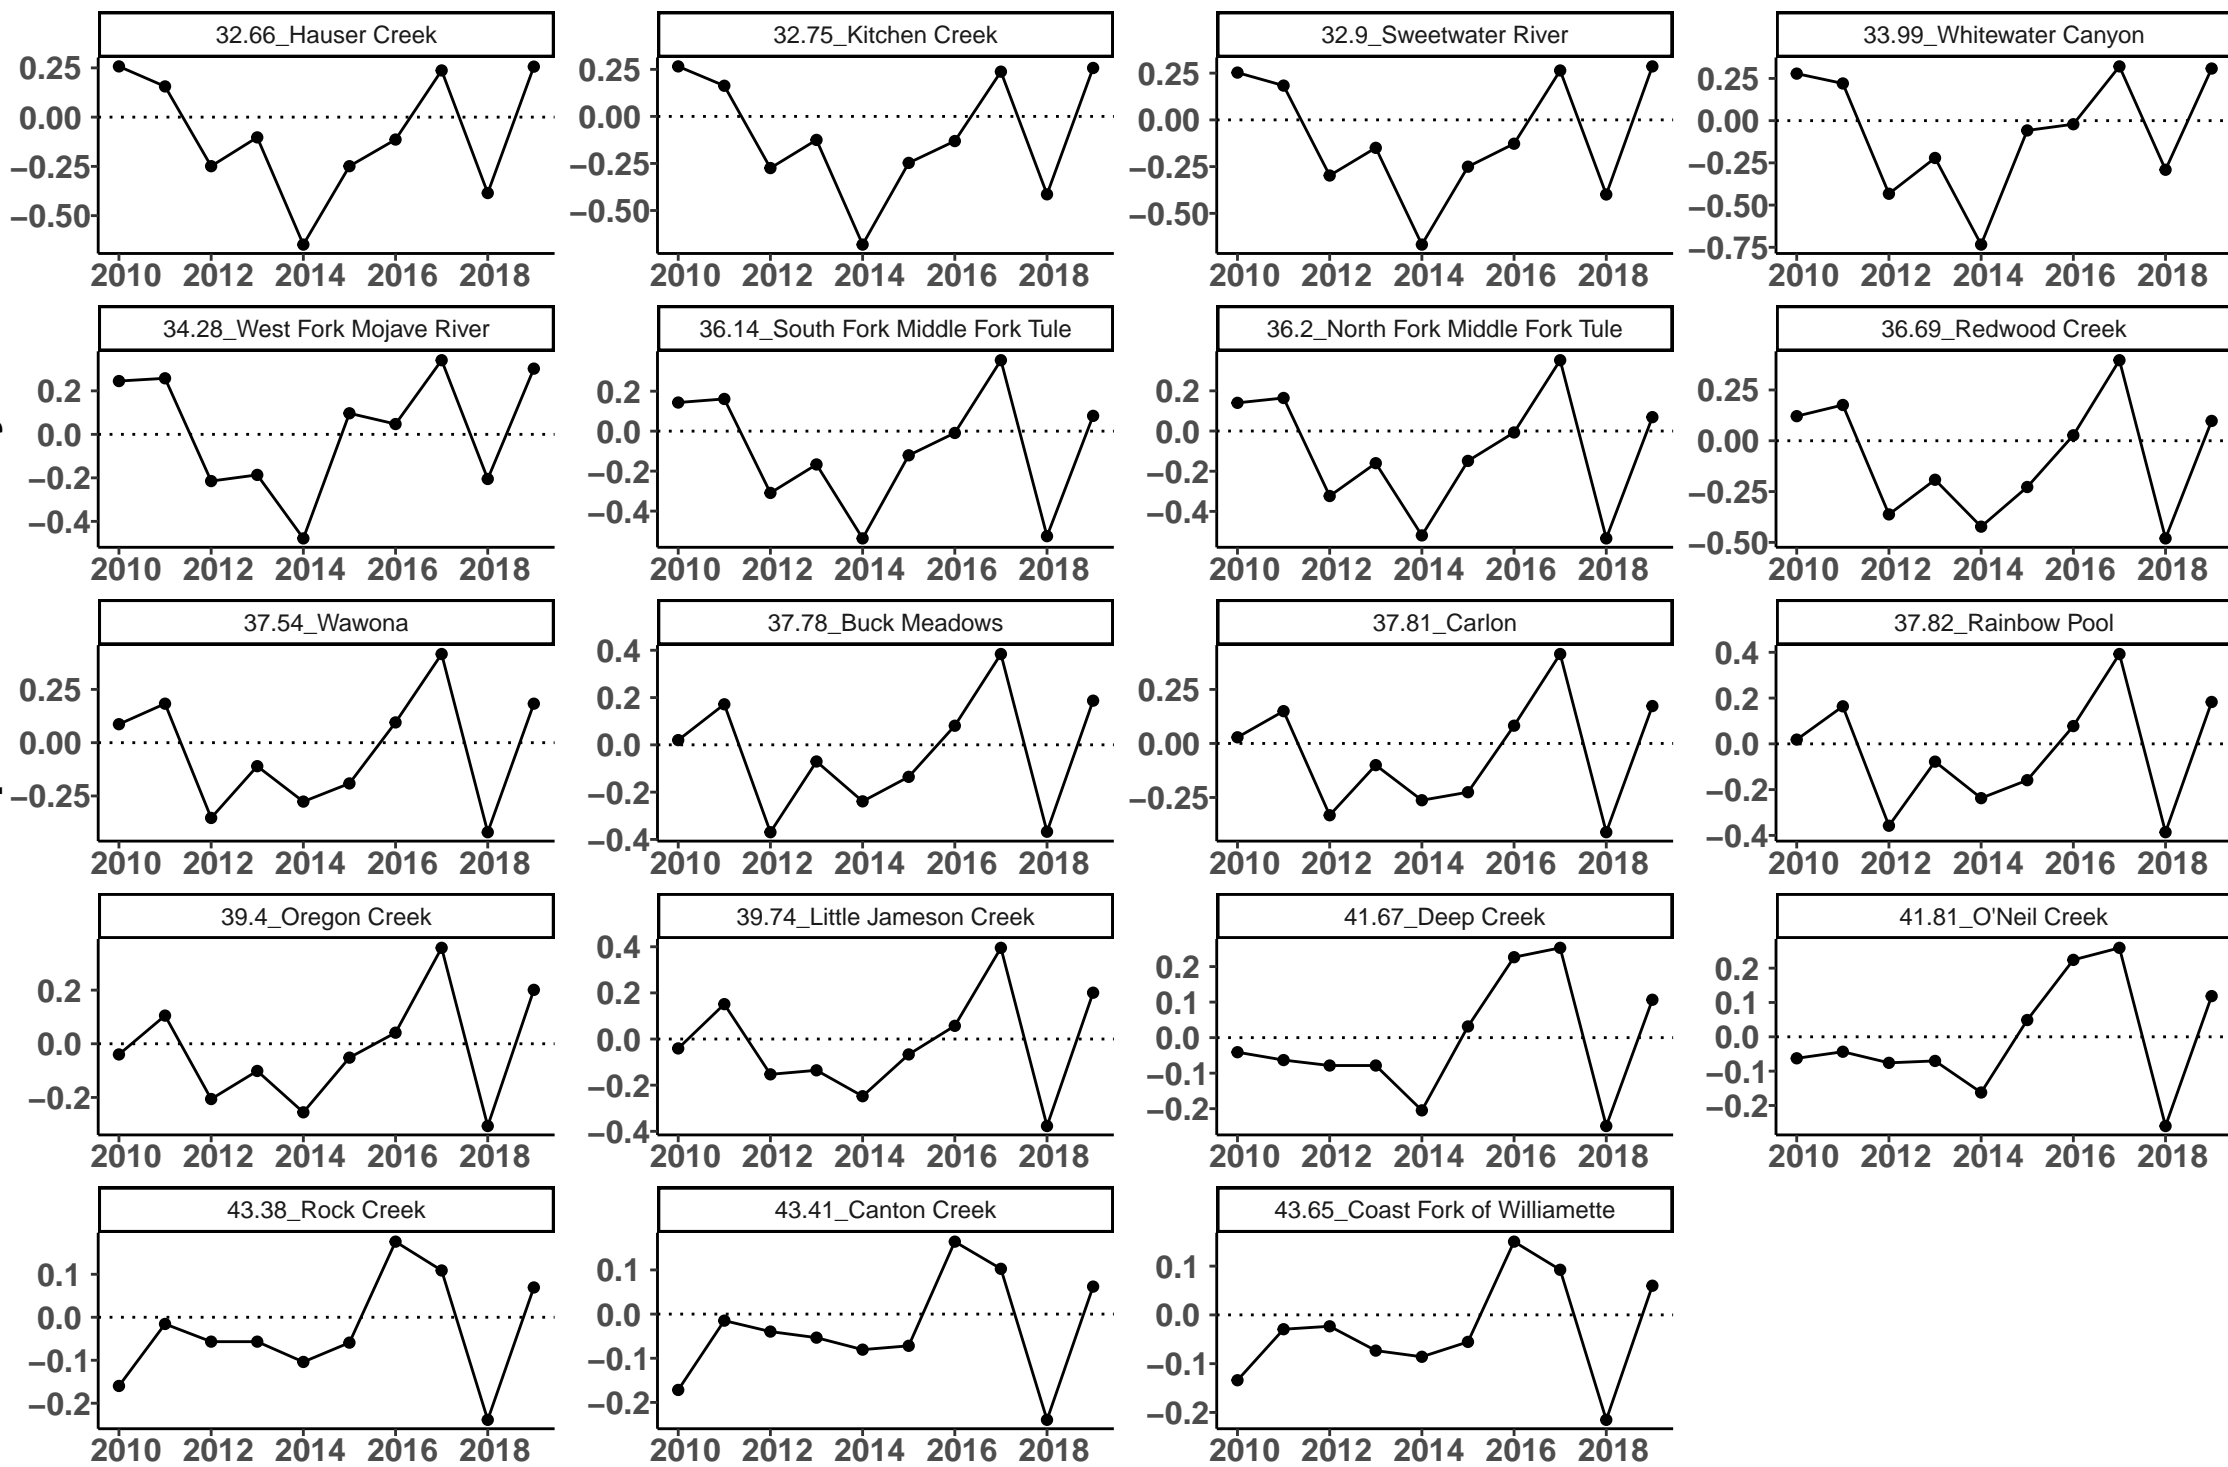 32.66_Hauser Creek
0.25
0.00
−0.25
−0.50
2010 2012 2014 2016 2018
32.75_Kitchen Creek
0.25
0.00
−0.25
−0.50
2010 2012 2014 2016 2018
32.9_Sweetwater River
0.25
0.00
−0.25
−0.50
2010 2012 2014 2016 2018
33.99_Whitewater Canyon
0.25
0.00
−0.25
−0.50
−0.75
2010 2012 2014 2016 2018
34.28_West Fork Mojave River
0.2
0.0
−0.2
−0.4
2010 2012 2014 2016 2018
36.14_South Fork Middle Fork Tule
0.2
0.0
−0.2
−0.4
2010 2012 2014 2016 2018
36.2_North Fork Middle Fork Tule
0.2
0.0
−0.2
−0.4
2010 2012 2014 2016 2018
36.69_Redwood Creek
0.25
0.00
−0.25
−0.50
2010 2012 2014 2016 2018
37.54_Wawona
0.25
0.00
−0.25
2010 2012 2014 2016 2018
37.78_Buck Meadows
0.4
0.2
0.0
−0.2
−0.4
2010 2012 2014 2016 2018
37.81_Carlon
0.25
0.00
−0.25
2010 2012 2014 2016 2018
37.82_Rainbow Pool
0.4
0.2
0.0
−0.2
−0.4
2010 2012 2014 2016 2018
39.4_Oregon Creek
0.2
0.0
−0.2
2010 2012 2014 2016 2018
39.74_Little Jameson Creek
0.4
0.2
0.0
−0.2
−0.4
2010 2012 2014 2016 2018
41.67_Deep Creek
0.2
0.1
0.0
−0.1
−0.2
2010 2012 2014 2016 2018
41.81_O'Neil Creek
0.2
0.1
0.0
−0.1
−0.2
2010 2012 2014 2016 2018
43.38_Rock Creek
0.1
0.0
−0.1
−0.2
2010 2012 2014 2016 2018
43.41_Canton Creek
0.1
0.0
−0.1
−0.2
2010 2012 2014 2016 2018
43.65_Coast Fork of Williamette
0.1
0.0
−0.1
−0.2
2010 2012 2014 2016 2018